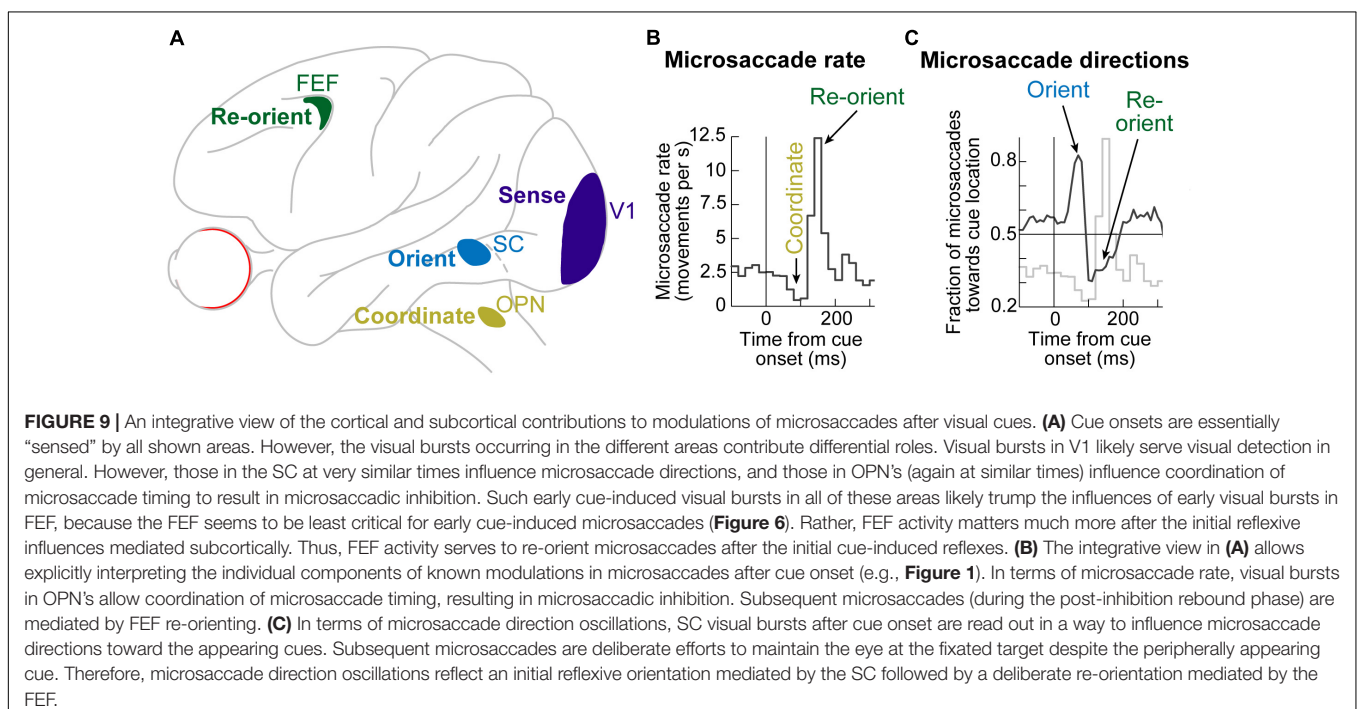 A
FEF
Re-orient
Sense
V1
SC
Orient
OPN
Coordinate
B
Microsaccade rate
Re-orient
Coordinate
Microsaccade rate
(movements per s)
12.5
10
7.5
5
2.5
0
0
200
Time from cue
onset (ms)
C
Microsaccade directions
Orient
Re-
orient
Fraction of microsaccades
towards cue location
0.8
0.5
0.2
0
200
Time from cue
onset (ms)
FIGURE 9 | An integrative view of the cortical and subcortical contributions to modulations of microsaccades after visual cues. (A) Cue onsets are essentially
“sensed” by all shown areas. However, the visual bursts occurring in the different areas contribute differential roles. Visual bursts in V1 likely serve visual detection in
general. However, those in the SC at very similar times influence microsaccade directions, and those in OPN’s (again at similar times) influence coordination of
microsaccade timing to result in microsaccadic inhibition. Such early cue-induced visual bursts in all of these areas likely trump the influences of early visual bursts in
FEF, because the FEF seems to be least critical for early cue-induced microsaccades (Figure 6). Rather, FEF activity matters much more after the initial reflexive
influences mediated subcortically. Thus, FEF activity serves to re-orient microsaccades after the initial cue-induced reflexes. (B) The integrative view in (A) allows
explicitly interpreting the individual components of known modulations in microsaccades after cue onset (e.g., Figure 1). In terms of microsaccade rate, visual bursts
in OPN’s allow coordination of microsaccade timing, resulting in microsaccadic inhibition. Subsequent microsaccades (during the post-inhibition rebound phase) are
mediated by FEF re-orienting. (C) In terms of microsaccade direction oscillations, SC visual bursts after cue onset are read out in a way to influence microsaccade
directions toward the appearing cues. Subsequent microsaccades are deliberate efforts to maintain the eye at the fixated target despite the peripherally appearing
cue. Therefore, microsaccade direction oscillations reflect an initial reflexive orientation mediated by the SC followed by a deliberate re-orientation mediated by the
FEF.